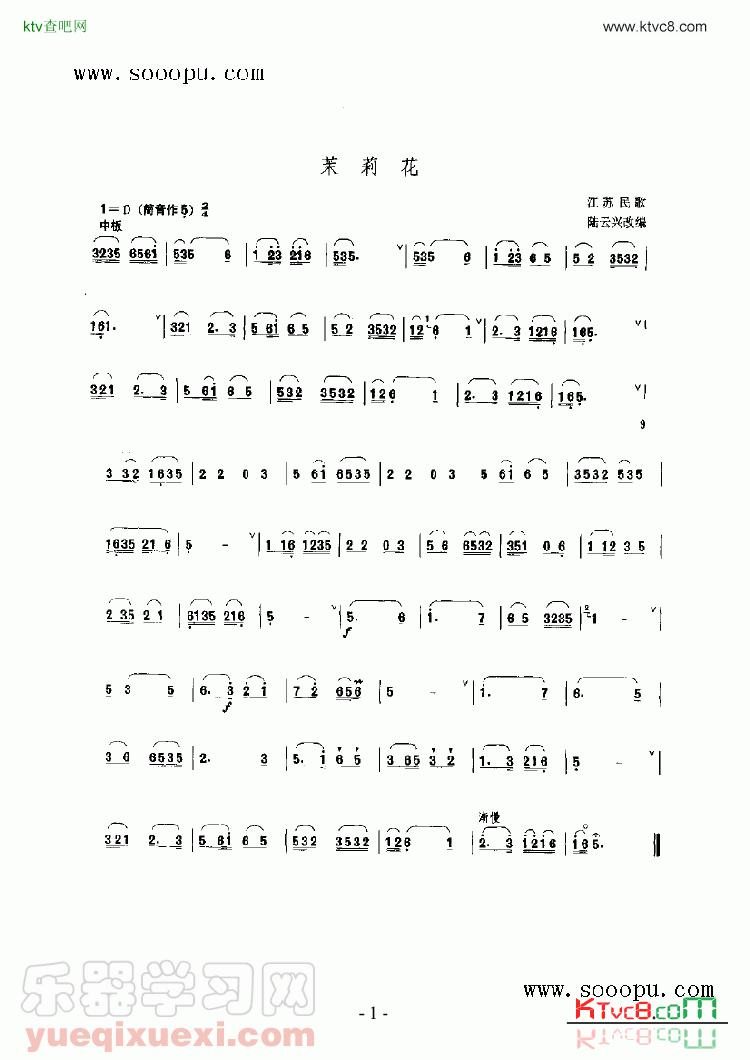 ktv查吧网 www.ktvc8.com
www.sooopu.com
茉莉花
1=D（筒音作5）2/4 江苏民歌
中板 陆云兴改编
3235 6561 | 535 6 | 1 23 216 | 535. v | 535 6 | 1 23 6 5 | 5 2 3532 |
161. v | 321 2. 3 | 5 61 6 5 | 5 2 3532 | 12 6 1 v | 2. 3 1216 | 165. v |
321 2. 3 | 5 61 6 5 | 532 3532 | 126 1 | 2. 3 1216 | 165. v |
9
3 32 1635 | 2 2 0 3 | 5 61 6535 | 2 2 0 3 5 61 6 5 | 3532 535 |
1635 21 6 | 5 - v | 1 16 1235 | 2 2 0 3 | 5 6 6532 | 351 0 6 | 1 12 3 5 |
2 35 2 1 | 6135 216 | 5 - v | 5. 6 | 1. 7 | 6 5 3235 | 2 1 - v |
f
5 3 5 | 6. 3 2 1 | 7 2 656 | 5 - v | 1. 7 | 6. 5 |
f
3 6 6535 | 2. 3 | 5. 1 6 5 | 3 65 3 2 | 1. 3 216 | 5 - v |
渐慢
321 2. 3 | 5 61 6 5 | 532 3532 | 126 1 | 2. 3 1216 | 165. ‖
乐器学习网
www.sooopu.com
- 1 -
KTvc8.com
yueqixuexi.com